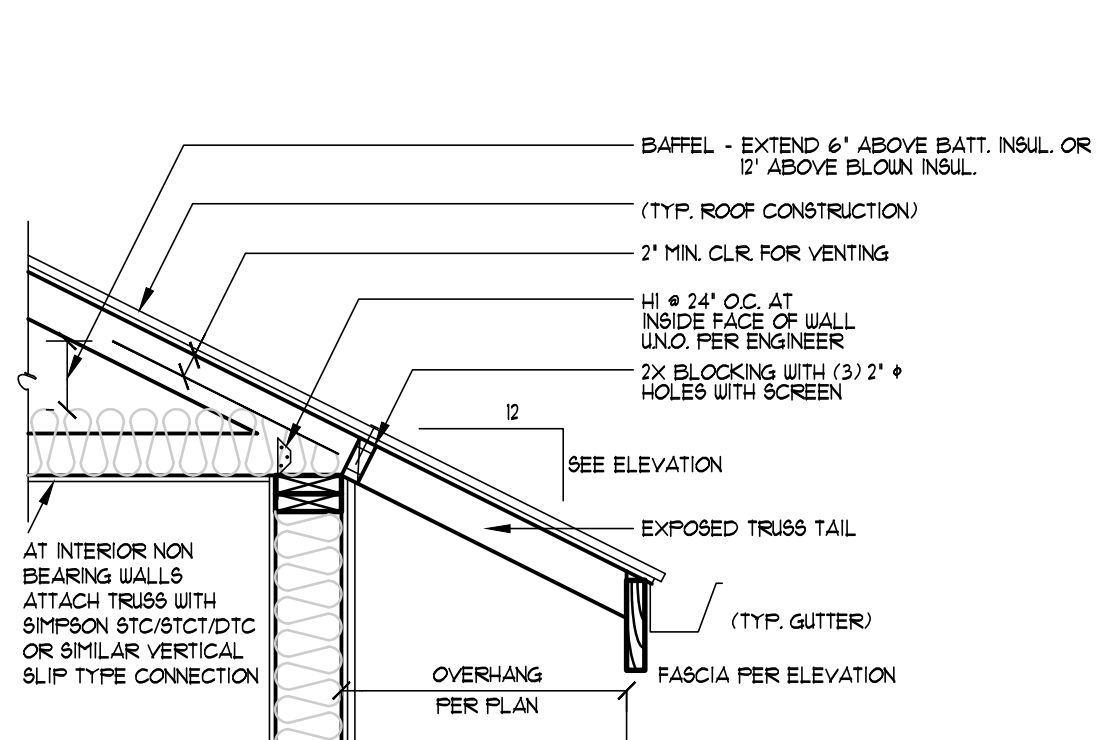 BAFFEL - EXTEND 6" ABOVE BATT. INSUL. OR
12' ABOVE BLOWN INSUL.
(TYP. ROOF CONSTRUCTION)
2" MIN. CLR. FOR VENTING
H1 @ 24" O.C. AT
INSIDE FACE OF WALL
U.N.O. PER ENGINEER
2X BLOCKING WITH (3) 2" ϕ
HOLES WITH SCREEN
12
SEE ELEVATION
EXPOSED TRUSS TAIL
AT INTERIOR NON
BEARING WALLS
ATTACH TRUSS WITH
SIMPSON STC/STCT/DTC
OR SIMILAR VERTICAL
SLIP TYPE CONNECTION
(TYP. GUTTER)
FASCIA PER ELEVATION
OVERHANG
PER PLAN